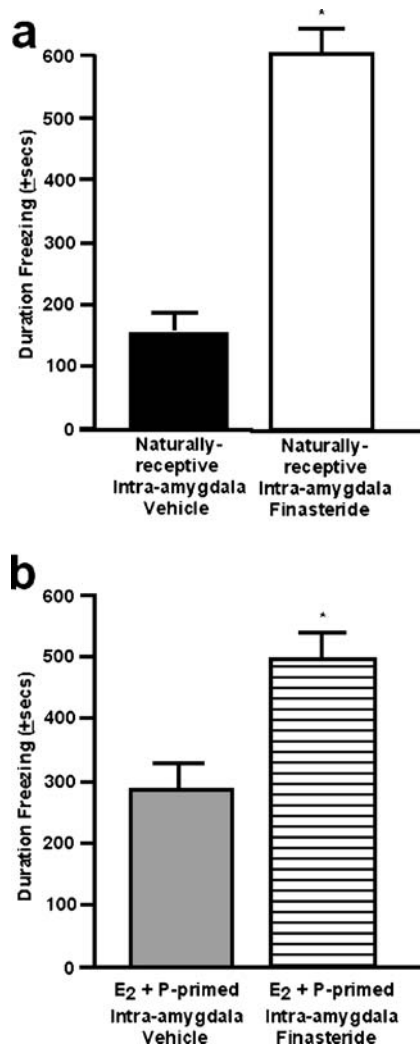 a
*
Duration Freezing (±secs)
600
500
400
300
200
100
0
Naturally- Naturally-
receptive receptive
Intra-amygdala Intra-amygdala
Vehicle Finasteride
b
*
Duration Freezing (±secs)
600
500
400
300
200
100
0
E₂ + P-primed E₂ + P-primed
Intra-amygdala Intra-amygdala
Vehicle Finasteride